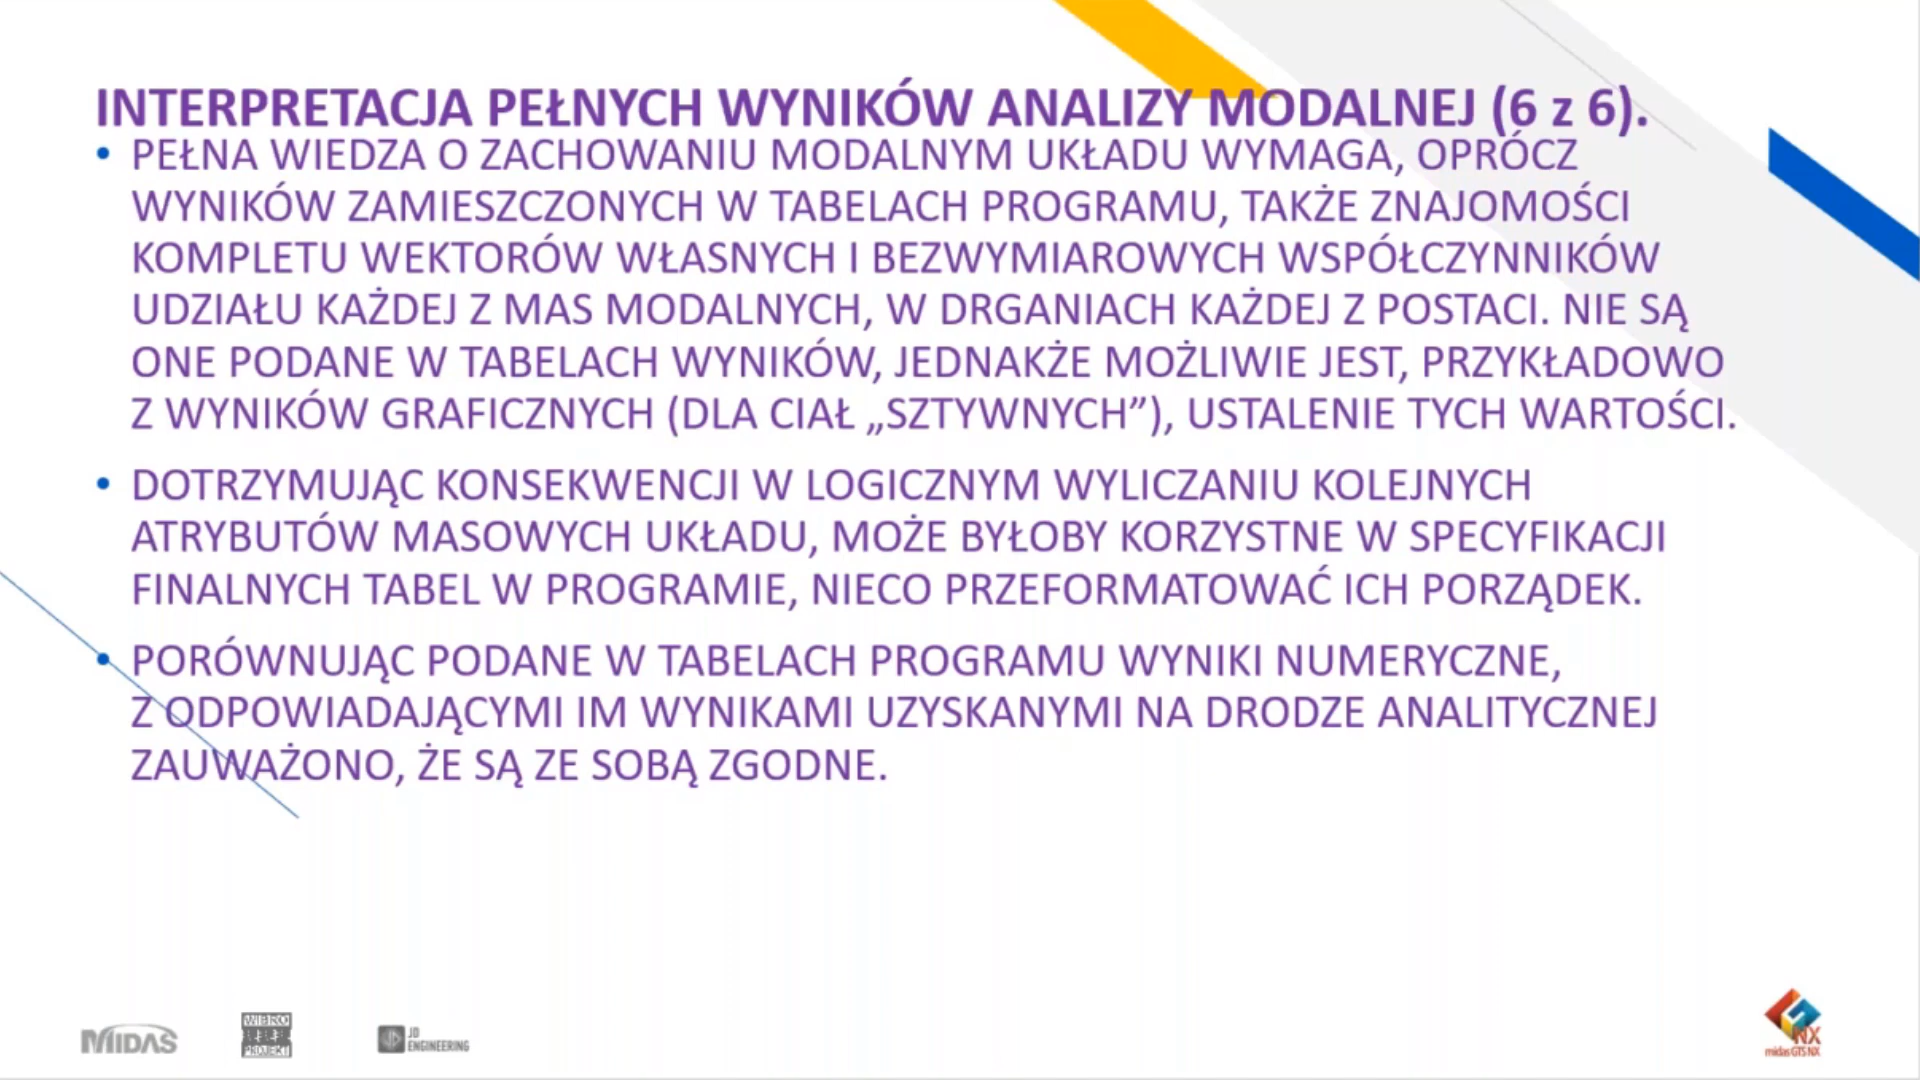 INTERPRETACJA PEŁNYCH WYNIKÓW ANALIZY MODALNEJ (6 z 6).
• PEŁNA WIEDZA O ZACHOWANIU MODALNYM UKŁADU WYMAGA, OPRÓCZ
WYNIKÓW ZAMIESZCZONYCH W TABELACH PROGRAMU, TAKŻE ZNAJOMOŚCI
KOMPLETU WEKTORÓW WŁASNYCH I BEZWYMIAROWYCH WSPÓŁCZYNNIKÓW
UDZIAŁU KAŻDEJ Z MAS MODALNYCH, W DRGANIACH KAŻDEJ Z POSTACI. NIE SĄ
ONE PODANE W TABELACH WYNIKÓW, JEDNAKŻE MOŻLIWIE JEST, PRZYKŁADOWO
Z WYNIKÓW GRAFICZNYCH (DLA CIAŁ „SZTYWNYCH”), USTALENIE TYCH WARTOŚCI.
• DOTRZYMUJĄC KONSEKWENCJI W LOGICZNYM WYLICZANIU KOLEJNYCH
ATRYBUTÓW MASOWYCH UKŁADU, MOŻE BYŁOBY KORZYSTNE W SPECYFIKACJI
FINALNYCH TABEL W PROGRAMIE, NIECO PRZEFORMATOWAĆ ICH PORZĄDEK.
• PORÓWNUJĄC PODANE W TABELACH PROGRAMU WYNIKI NUMERYCZNE,
Z ODPOWIADAJĄCYMI IM WYNIKAMI UZYSKANYMI NA DRODZE ANALITYCZNEJ
ZAUWAŻONO, ŻE SĄ ZE SOBĄ ZGODNE.
MIDAS
WIBRO
PROJEKT
JD
ENGINEERING
NX
midas GTS NX